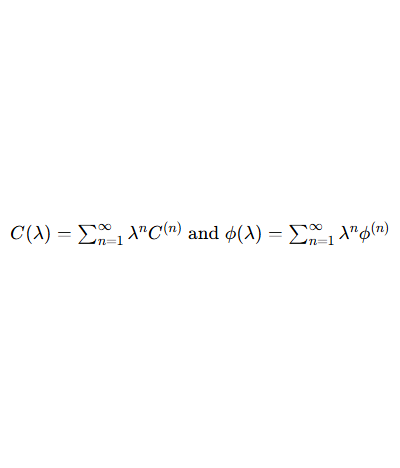 C(λ) = ∑_{n=1}^{∞} λ^n C^{(n)} and ϕ(λ) = ∑_{n=1}^{∞} λ^n ϕ^{(n)}